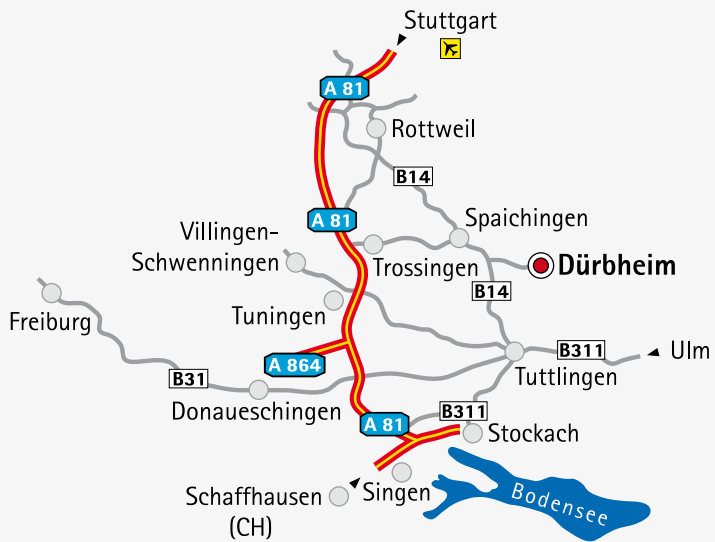 Stuttgart
A 81
Rottweil
B14
A 81
Spaichingen
Villingen-
Schwenningen
Trossingen
Dürbheim
B14
Tuningen
Freiburg
A 864
B31
B311
Ulm
Tuttlingen
Donaueschingen
A 81
B311
Stockach
Singen
Schaffhausen
(CH)
Bodensee